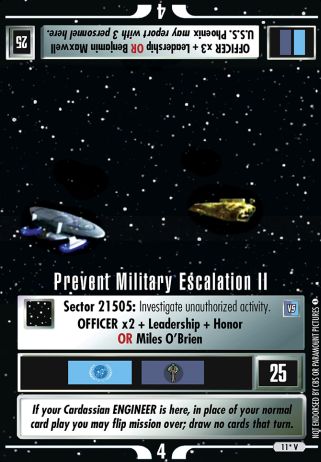 4
U.S.S. Phoenix may report with 3 personnel here.
OFFICER x3 + Leadership OR Benjamin Maxwell
25
Prevent Military Escalation II
Sector 21505: Investigate unauthorized activity.
OFFICER x2 + Leadership + Honor
OR Miles O'Brien
VS
25
If your Cardassian ENGINEER is here, in place of your normal
card play you may flip mission over; draw no cards that turn.
4
11* V
NOT ENDORSED BY CBS OR PARAMOUNT PICTURES